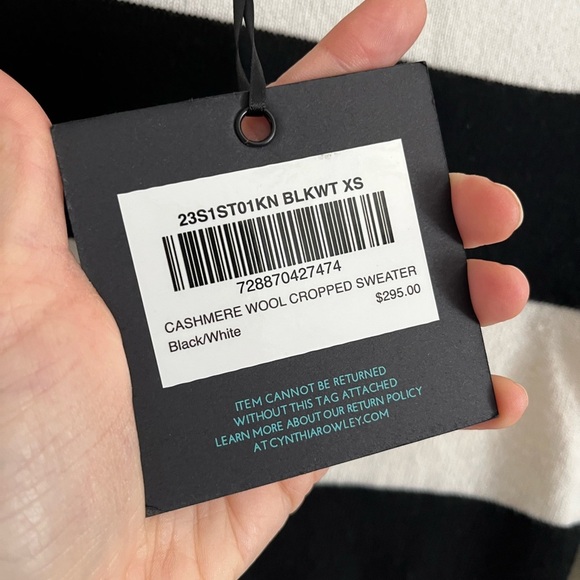 23S1ST01KN BLKWT XS
728870427474
CASHMERE WOOL CROPPED SWEATER
Black/White $295.00
ITEM CANNOT BE RETURNED
WITHOUT THIS TAG ATTACHED
LEARN MORE ABOUT OUR RETURN POLICY
AT CYNTHIAROWLEY.COM